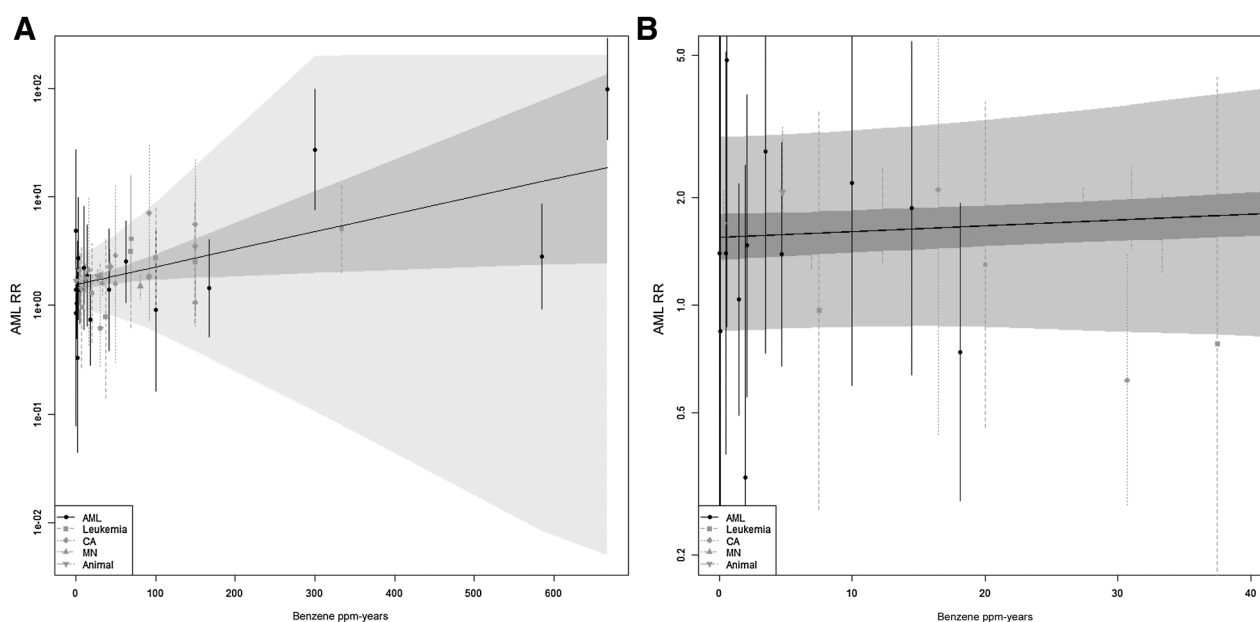 A
AML RR
1e+02
1e+01
1e+00
1e-01
1e-02
AML
Leukemia
CA
MN
Animal
0 100 200 300 400 500 600
Benzene ppm-years
B
AML RR
5.0
2.0
1.0
0.5
0.2
AML
Leukemia
CA
MN
Animal
0 10 20 30 40
Benzene ppm-years